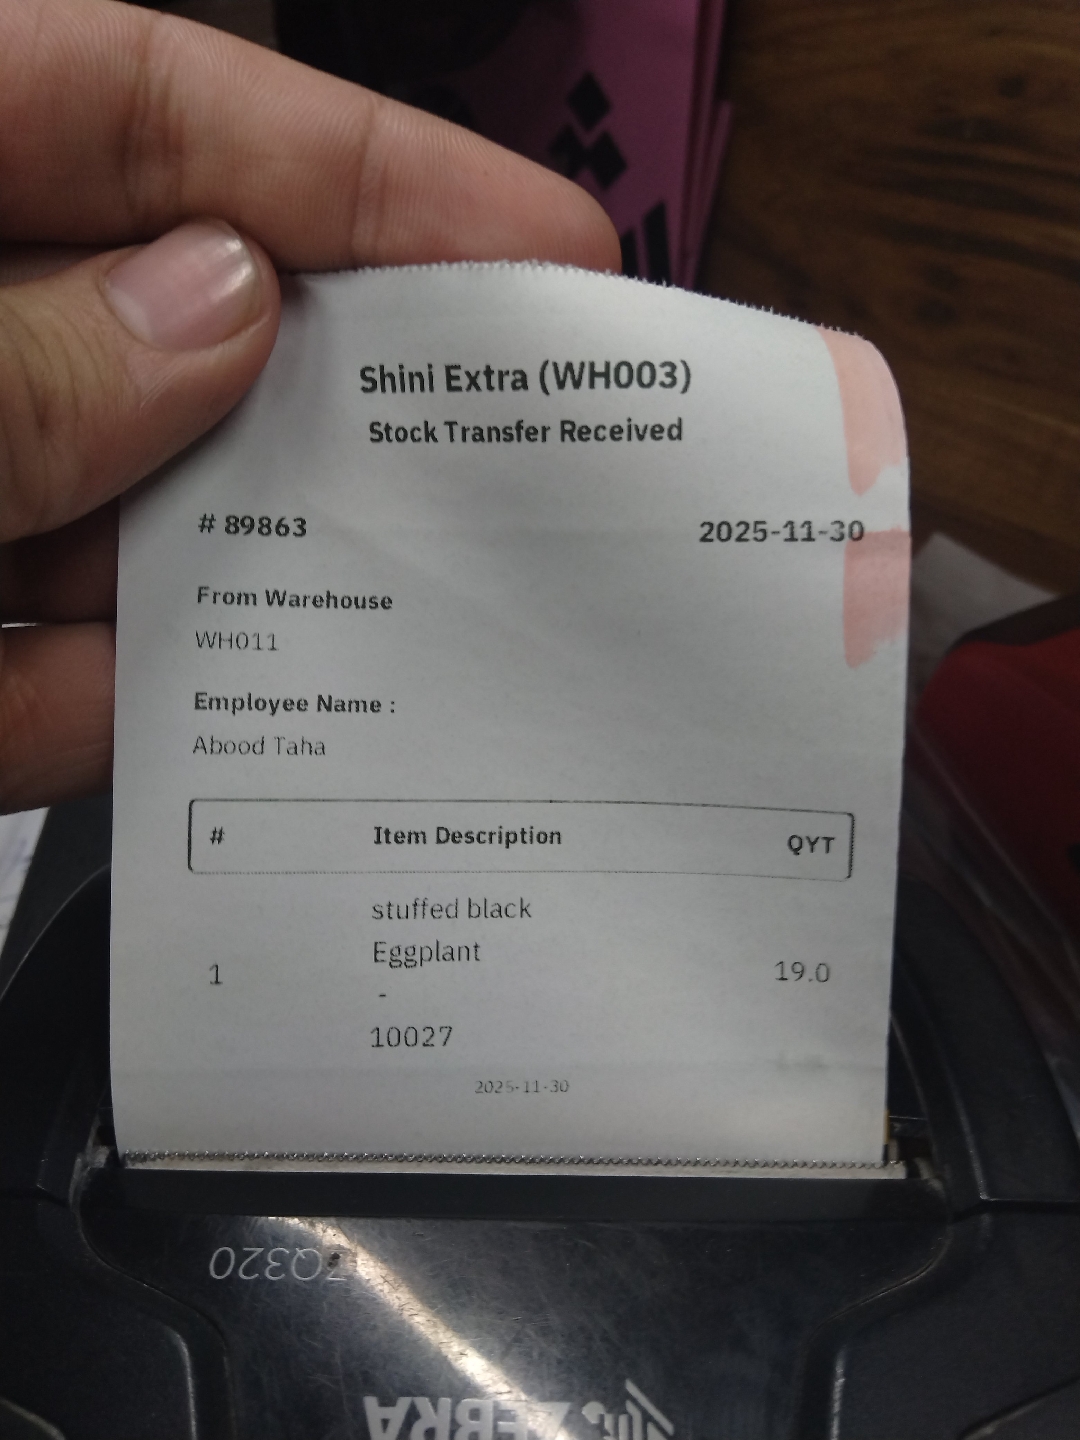 Shini Extra (WH003)
Stock Transfer Received
# 89863 2025-11-30
From Warehouse
WH011
Employee Name :
Abood Taha
# Item Description QYT
stuffed black
Eggplant
1 - 19.0
10027
2025-11-30
ZQ320
ZEBRA